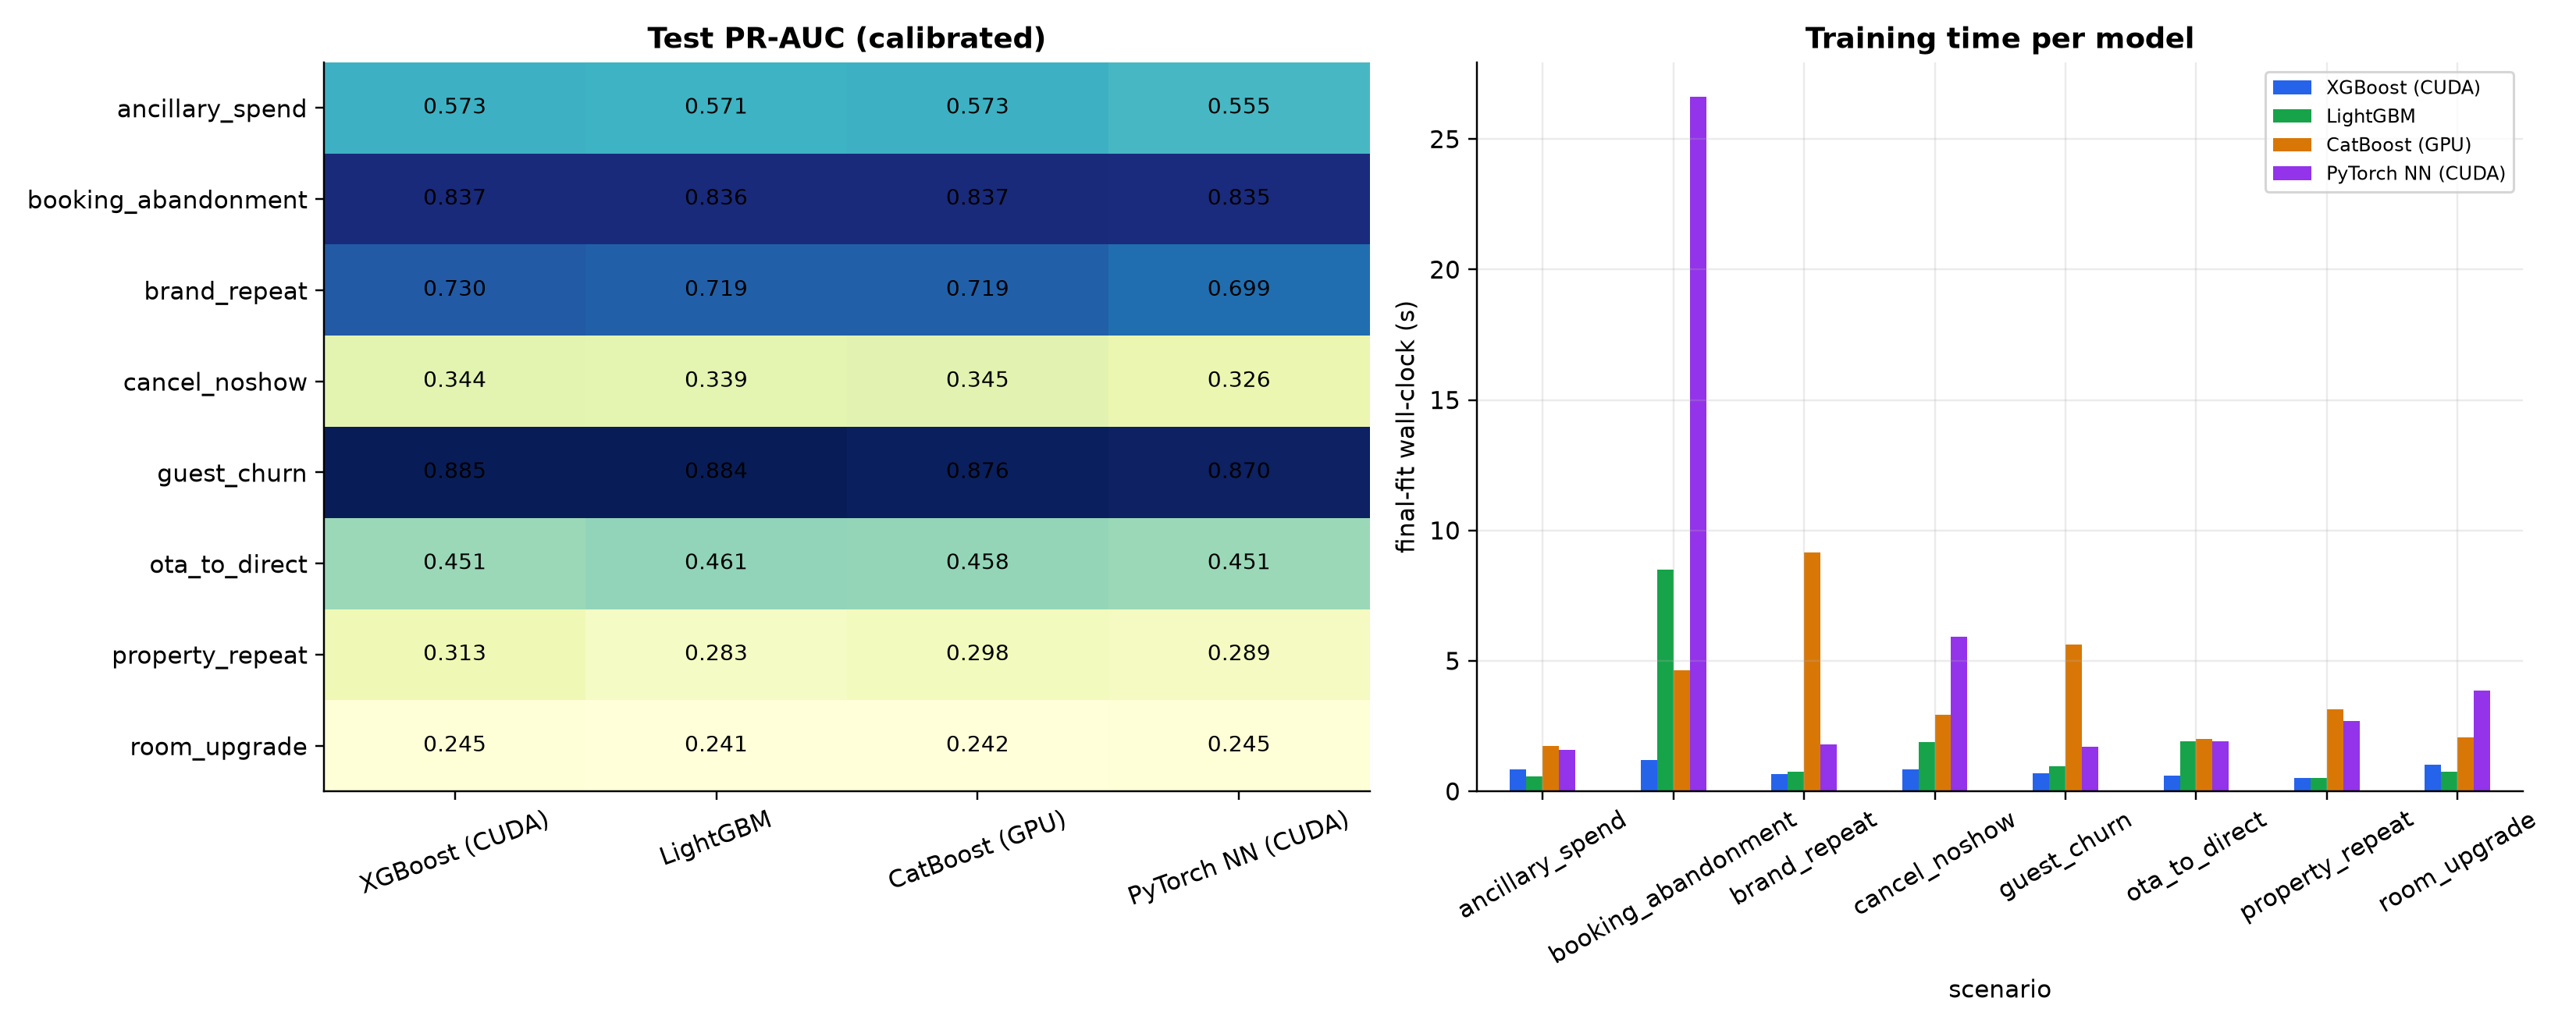 Test PR-AUC (calibrated)
ancillary_spend 0.573 0.571 0.573 0.555
booking_abandonment 0.837 0.836 0.837 0.835
brand_repeat 0.730 0.719 0.719 0.699
cancel_noshow 0.344 0.339 0.345 0.326
guest_churn 0.885 0.884 0.876 0.870
ota_to_direct 0.451 0.461 0.458 0.451
property_repeat 0.313 0.283 0.298 0.289
room_upgrade 0.245 0.241 0.242 0.245
XGBoost (CUDA) LightGBM CatBoost (GPU) PyTorch NN (CUDA)
Training time per model
XGBoost (CUDA)
LightGBM
CatBoost (GPU)
PyTorch NN (CUDA)
final-fit wall-clock (s)
25
20
15
10
5
0
ancillary_spend booking_abandonment brand_repeat cancel_noshow guest_churn ota_to_direct property_repeat room_upgrade
scenario